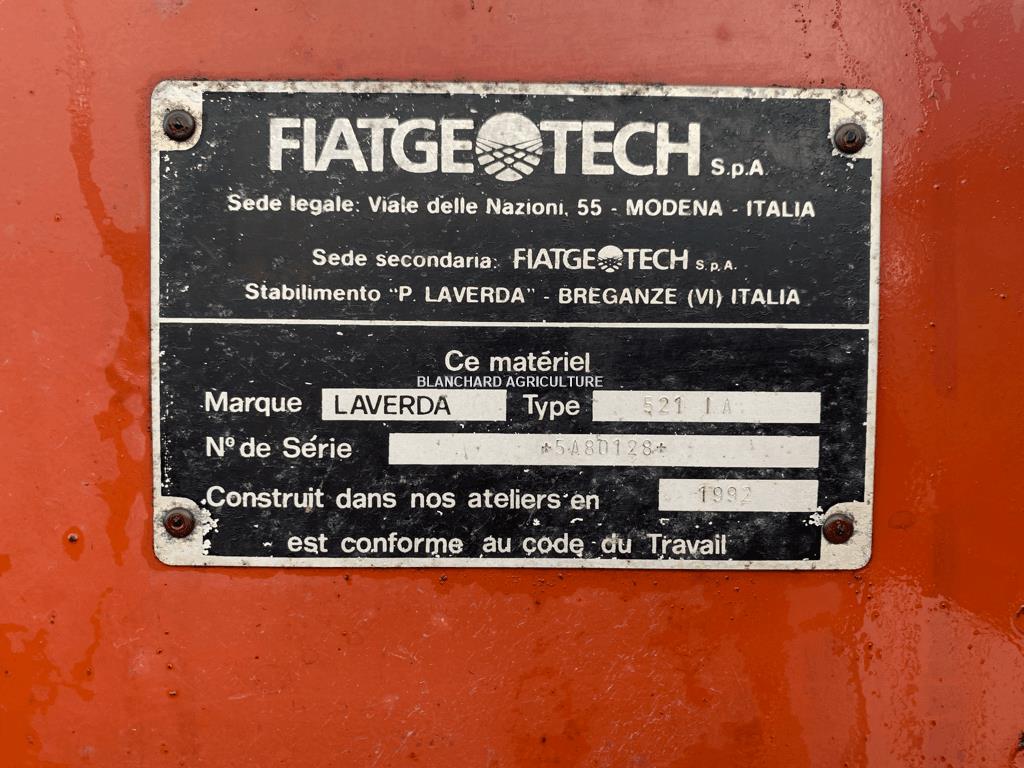 FIATGEOTECH S.p.A.
Sede legale: Viale delle Nazioni, 55 - MODENA - ITALIA
Sede secondaria: FIATGEOTECH S.p.A.
Stabilimento "P. LAVERDA" - BREGANZE (VI) ITALIA
Ce matériel
BLANCHARD AGRICULTURE
Marque LAVERDA Type 521 LA
Nº de Série *5A80128*
Construit dans nos ateliers en 1992
est conforme au code du Travail